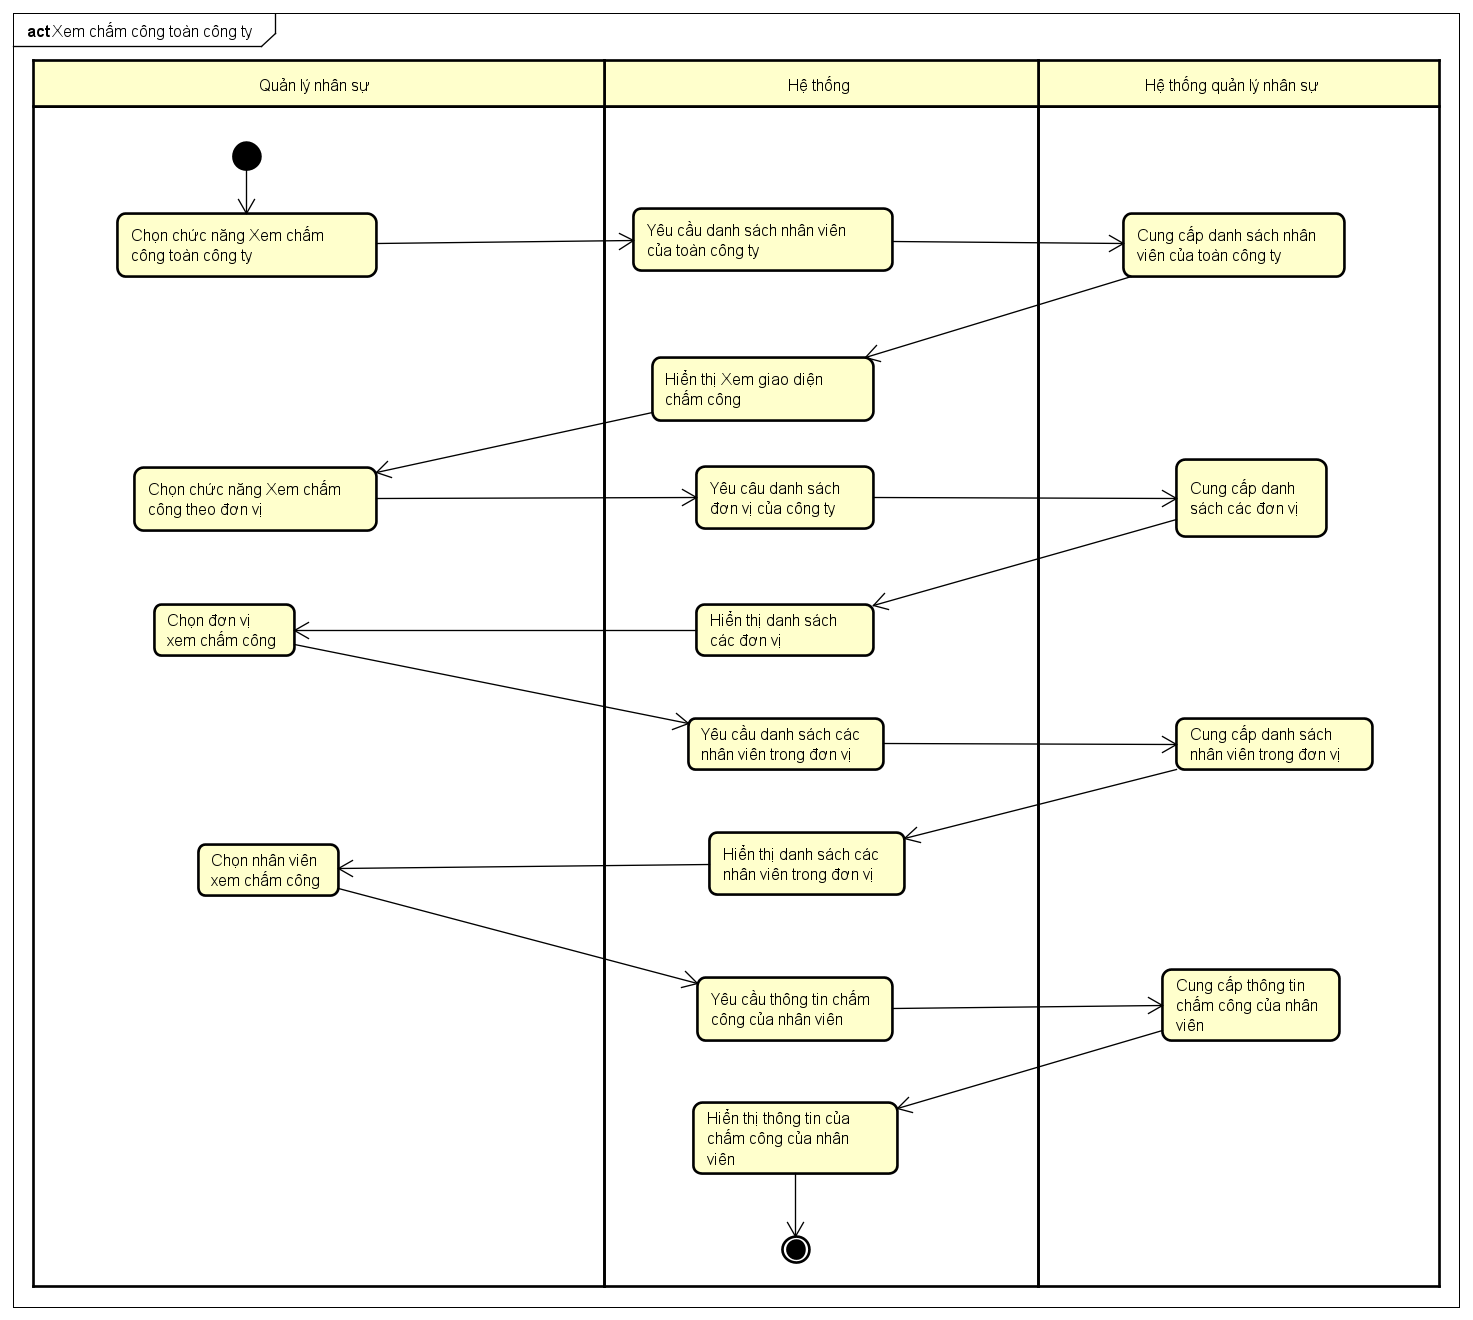 act Xem chấm công toàn công ty
Quản lý nhân sự
Hệ thống
Hệ thống quản lý nhân sự
Chọn chức năng Xem chấm
công toàn công ty
Yêu cầu danh sách nhân viên
của toàn công ty
Cung cấp danh sách nhân
viên của toàn công ty
Hiển thị Xem giao diện
chấm công
Chọn chức năng Xem chấm
công theo đơn vị
Yêu câu danh sách
đơn vị của công ty
Cung cấp danh
sách các đơn vị
Chọn đơn vị
xem chấm công
Hiển thị danh sách
các đơn vị
Yêu cầu danh sách các
nhân viên trong đơn vị
Cung cấp danh sách
nhân viên trong đơn vị
Chọn nhân viên
xem chấm công
Hiển thị danh sách các
nhân viên trong đơn vị
Yêu cầu thông tin chấm
công của nhân viên
Cung cấp thông tin
chấm công của nhân
viên
Hiển thị thông tin của
chấm công của nhân
viên